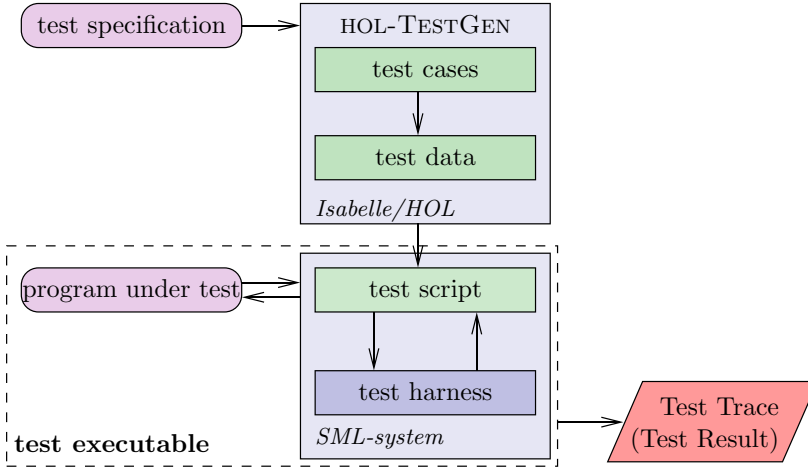 test specification
HOL-TESTGEN
test cases
test data
Isabelle/HOL
program under test
test script
test harness
test executable
SML-system
Test Trace
(Test Result)